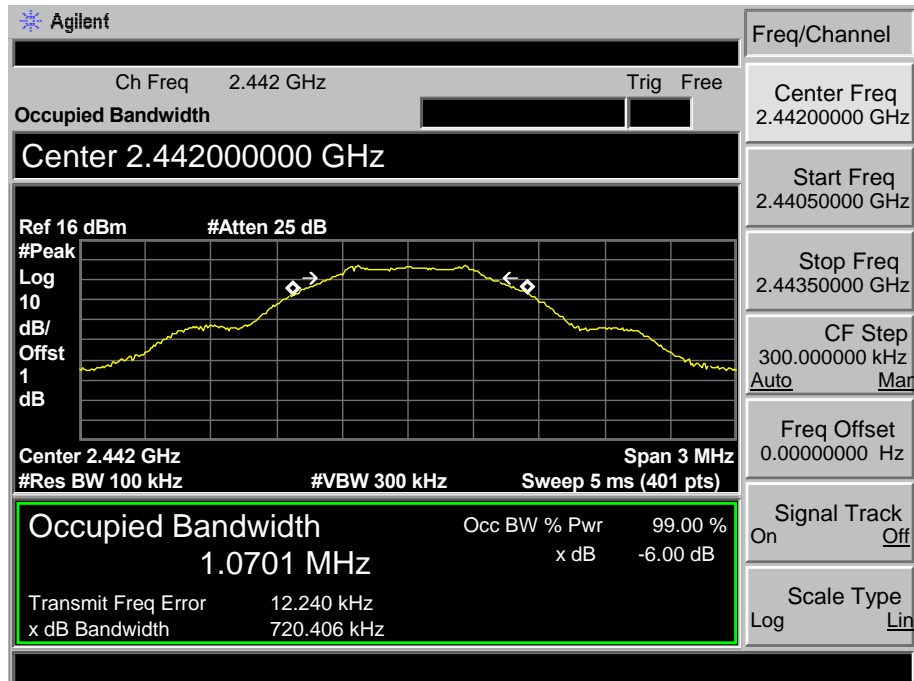 Agilent
Freq/Channel
Ch Freq 2.442 GHz Trig Free
Occupied Bandwidth
Center 2.442000000 GHz
Ref 16 dBm #Atten 25 dB
#Peak
Log
10
dB/
Offst
1
dB
Center 2.442 GHz Span 3 MHz
#Res BW 100 kHz #VBW 300 kHz Sweep 5 ms (401 pts)
Occupied Bandwidth
1.0701 MHz
Occ BW % Pwr 99.00 %
x dB -6.00 dB
Transmit Freq Error 12.240 kHz
x dB Bandwidth 720.406 kHz
Center Freq
2.44200000 GHz
Start Freq
2.44050000 GHz
Stop Freq
2.44350000 GHz
CF Step
300.000000 kHz
Auto Man
Freq Offset
0.00000000 Hz
Signal Track
On Off
Scale Type
Log Lin